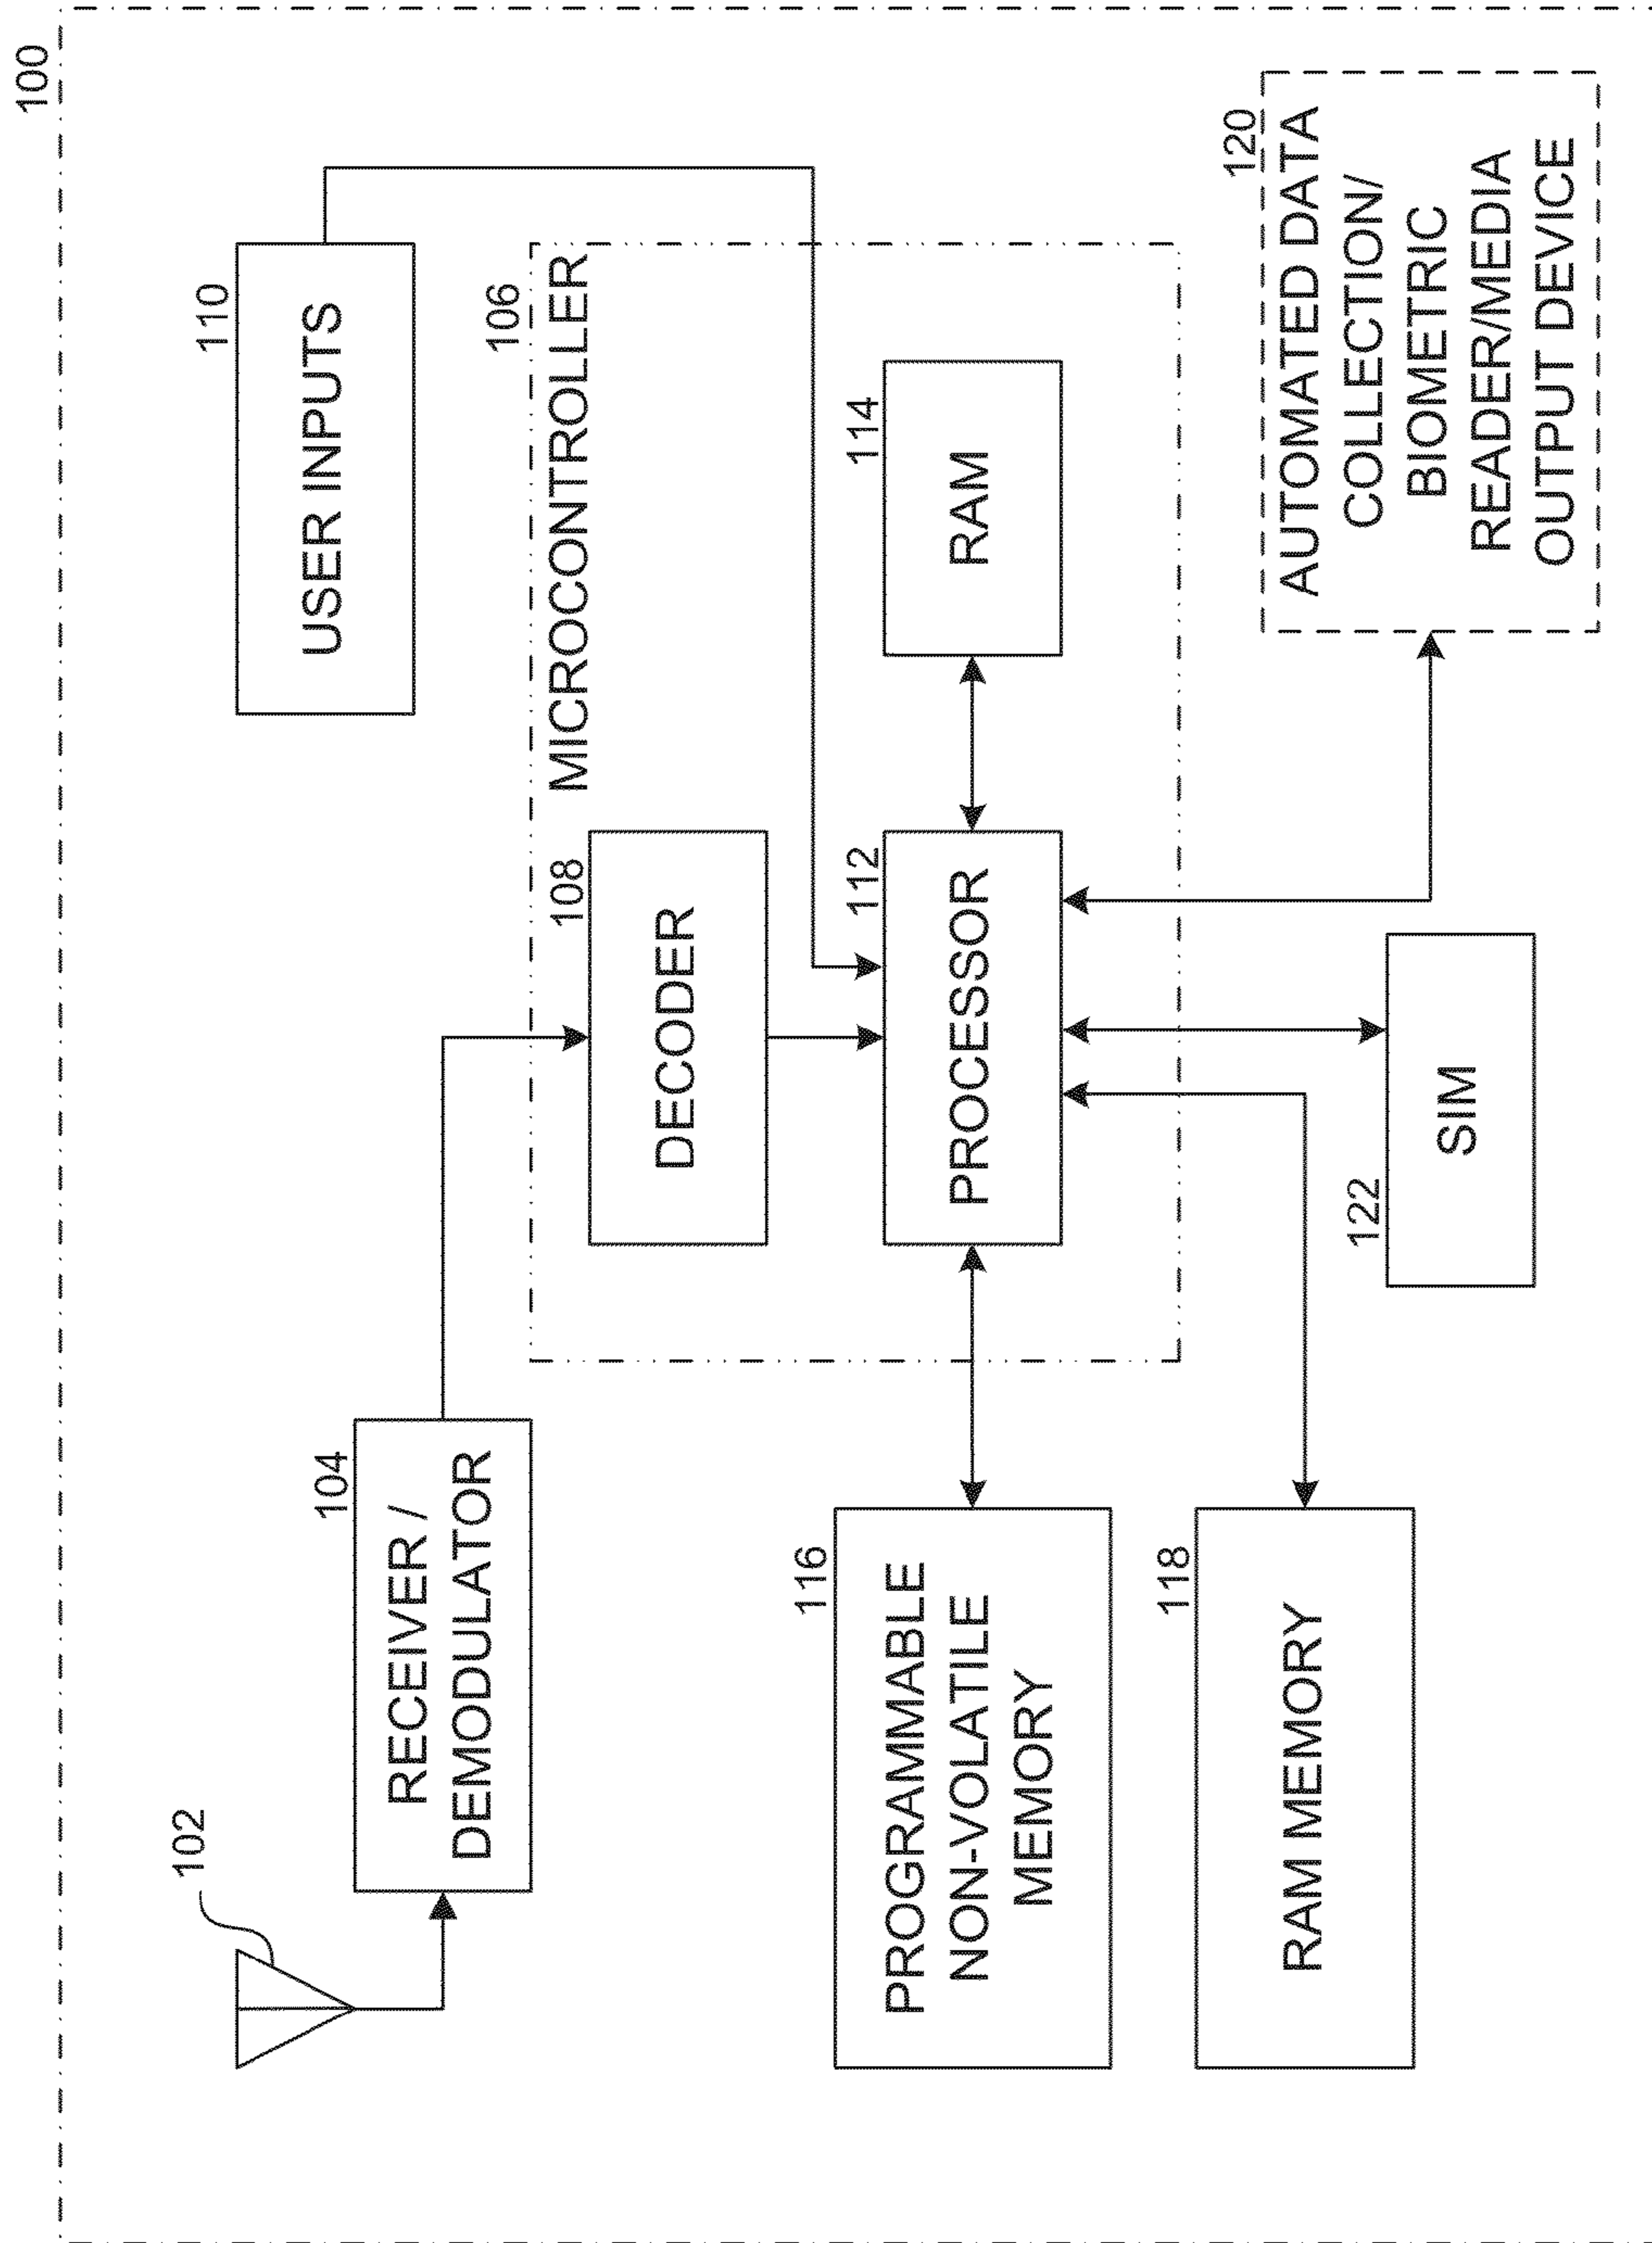 100
102
104
RECEIVER /
DEMODULATOR
110
USER INPUTS
106
MICROCONTROLLER
108
DECODER
112
PROCESSOR
114
RAM
116
PROGRAMMABLE
NON-VOLATILE
MEMORY
118
RAM MEMORY
122
SIM
120
AUTOMATED DATA
COLLECTION/
BIOMETRIC
READER/MEDIA
OUTPUT DEVICE